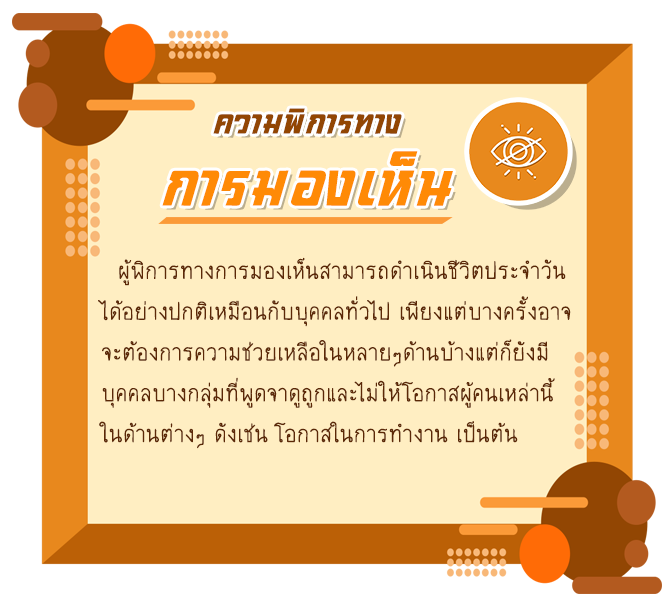 ความพิการทาง
การมองเห็น
ผู้พิการทางการมองเห็นสามารถดำเนินชีวิตประจำวัน
ได้อย่างปกติเหมือนกับบุคคลทั่วไป เพียงแต่บางครั้งอาจ
จะต้องการความช่วยเหลือในหลายๆด้านบ้างแต่ก็ยังมี
บุคคลบางกลุ่มที่พูดจาดูถูกและไม่ให้โอกาสผู้คนเหล่านี้
ในด้านต่างๆ ดังเช่น โอกาสในการทำงาน เป็นต้น